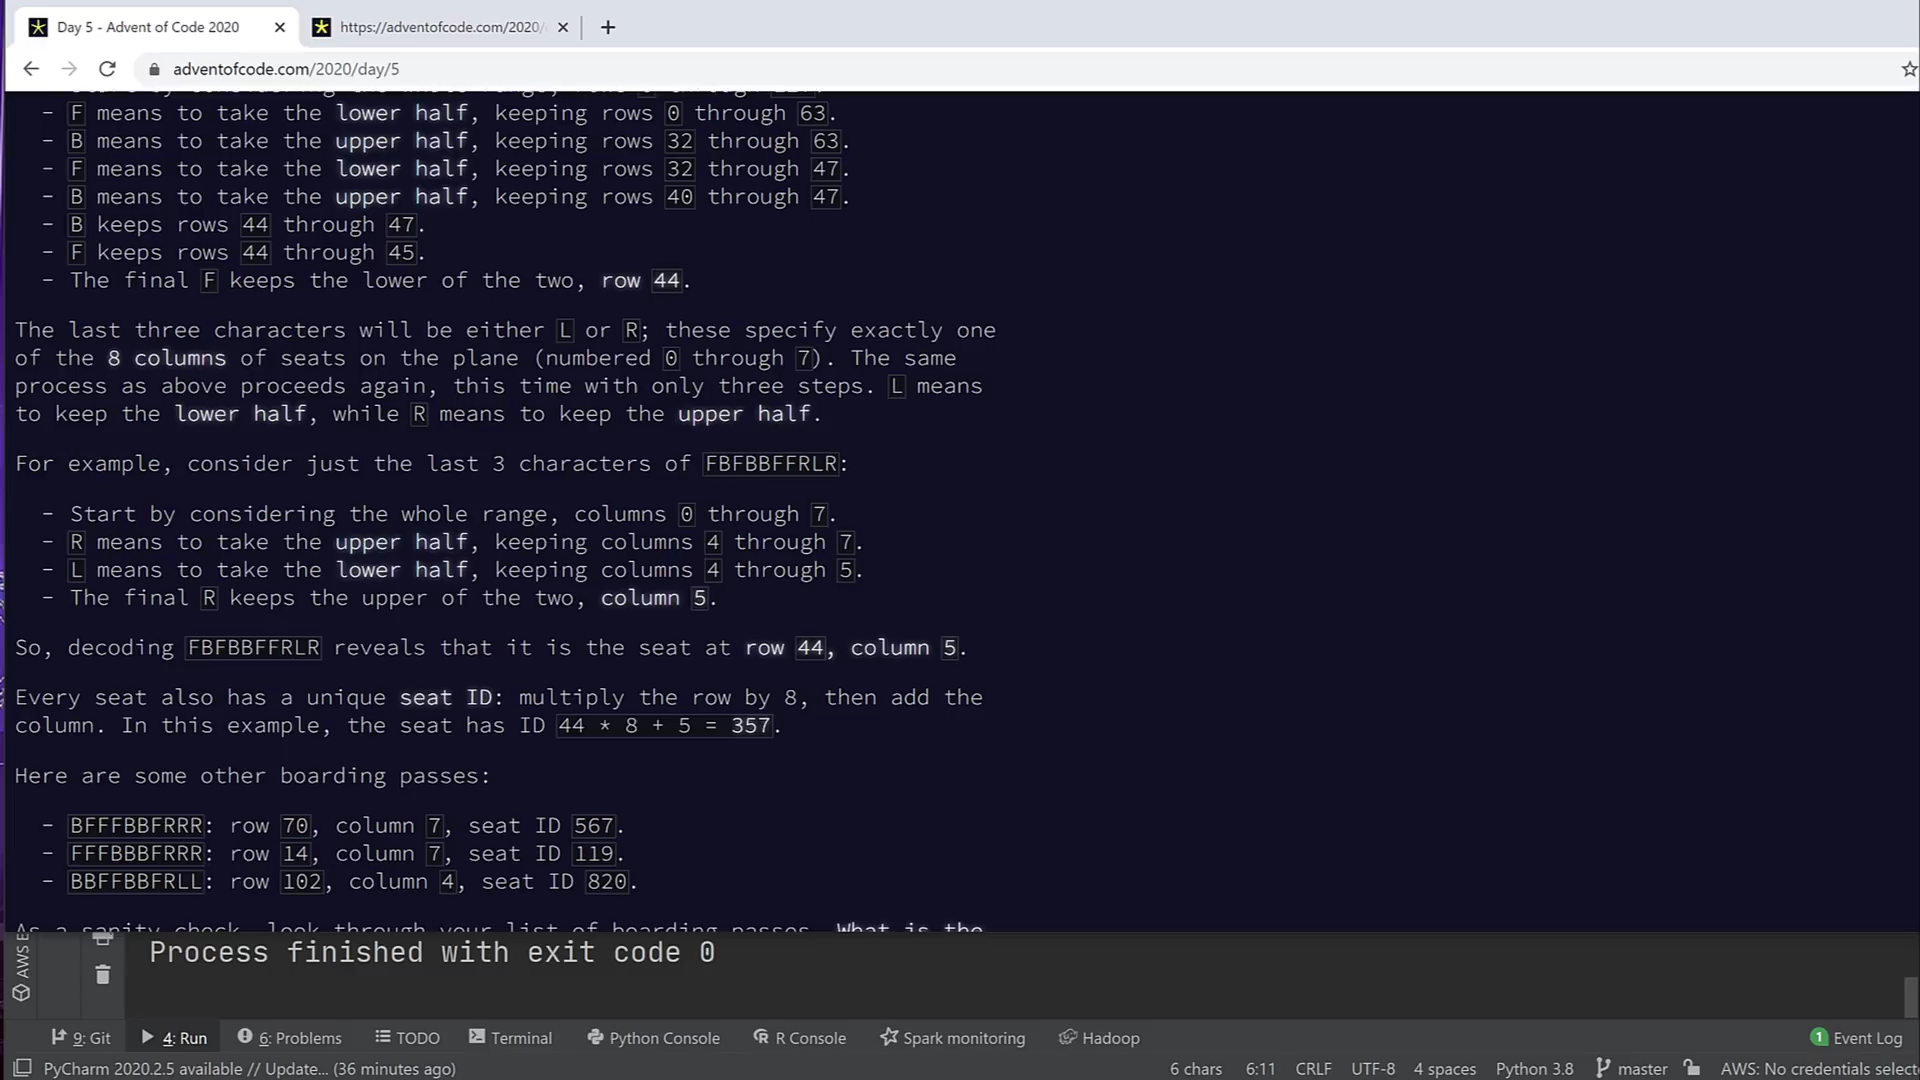 Day 5 - Advent of Code 2020
https://adventofcode.com/2020/
adventofcode.com/2020/day/5
- F means to take the lower half, keeping rows 0 through 63.
- B means to take the upper half, keeping rows 32 through 63.
- F means to take the lower half, keeping rows 32 through 47.
- B means to take the upper half, keeping rows 40 through 47.
- B keeps rows 44 through 47.
- F keeps rows 44 through 45.
- The final F keeps the lower of the two, row 44.
The last three characters will be either L or R; these specify exactly one
of the 8 columns of seats on the plane (numbered 0 through 7). The same
process as above proceeds again, this time with only three steps. L means
to keep the lower half, while R means to keep the upper half.
For example, consider just the last 3 characters of FBFBBFFRLR:
- Start by considering the whole range, columns 0 through 7.
- R means to take the upper half, keeping columns 4 through 7.
- L means to take the lower half, keeping columns 4 through 5.
- The final R keeps the upper of the two, column 5.
So, decoding FBFBBFFRLR reveals that it is the seat at row 44, column 5.
Every seat also has a unique seat ID: multiply the row by 8, then add the
column. In this example, the seat has ID 44 * 8 + 5 = 357.
Here are some other boarding passes:
- BFFFBBFRRR: row 70, column 7, seat ID 567.
- FFFBBBFRRR: row 14, column 7, seat ID 119.
- BBFFBBFRLL: row 102, column 4, seat ID 820.
As a sanity check, look through your list of boarding passes. What is the
Process finished with exit code 0
AWS E
9: Git 4: Run 6: Problems TODO Terminal Python Console R Console Spark monitoring Hadoop 1 Event Log
PyCharm 2020.2.5 available // Update... (36 minutes ago) 6 chars 6:11 CRLF UTF-8 4 spaces Python 3.8 master AWS: No credentials select